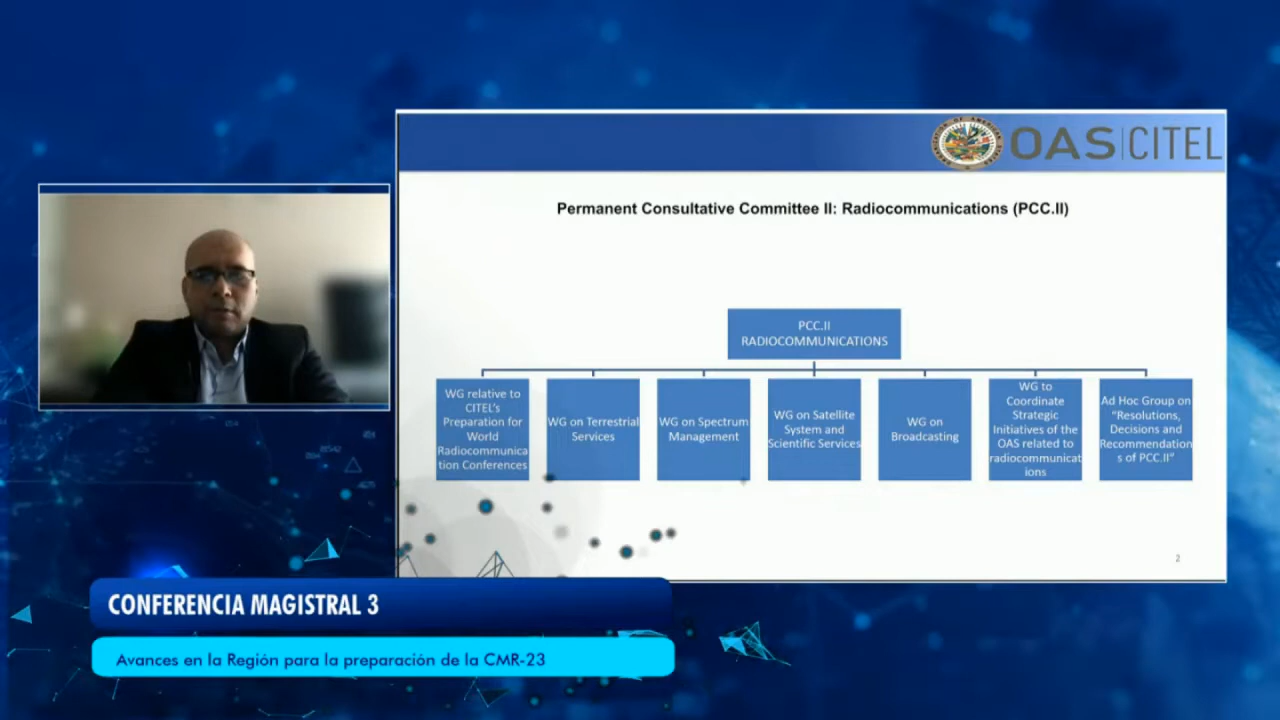 OAS|CITEL
Permanent Consultative Committee II: Radiocommunications (PCC.II)
PCC.II
RADIOCOMMUNICATIONS
WG relative to
CITEL's
Preparation for
World
Radiocommunica
tion Conferences
WG on Terrestrial
Services
WG on Spectrum
Management
WG on Satellite
System and
Scientific Services
WG on
Broadcasting
WG to
Coordinate
Strategic
Initiatives of the
OAS related to
radiocommunicat
ions
Ad Hoc Group on
"Resolutions,
Decisions and
Recommendation
s of PCC.II"
2
CONFERENCIA MAGISTRAL 3
Avances en la Región para la preparación de la CMR-23